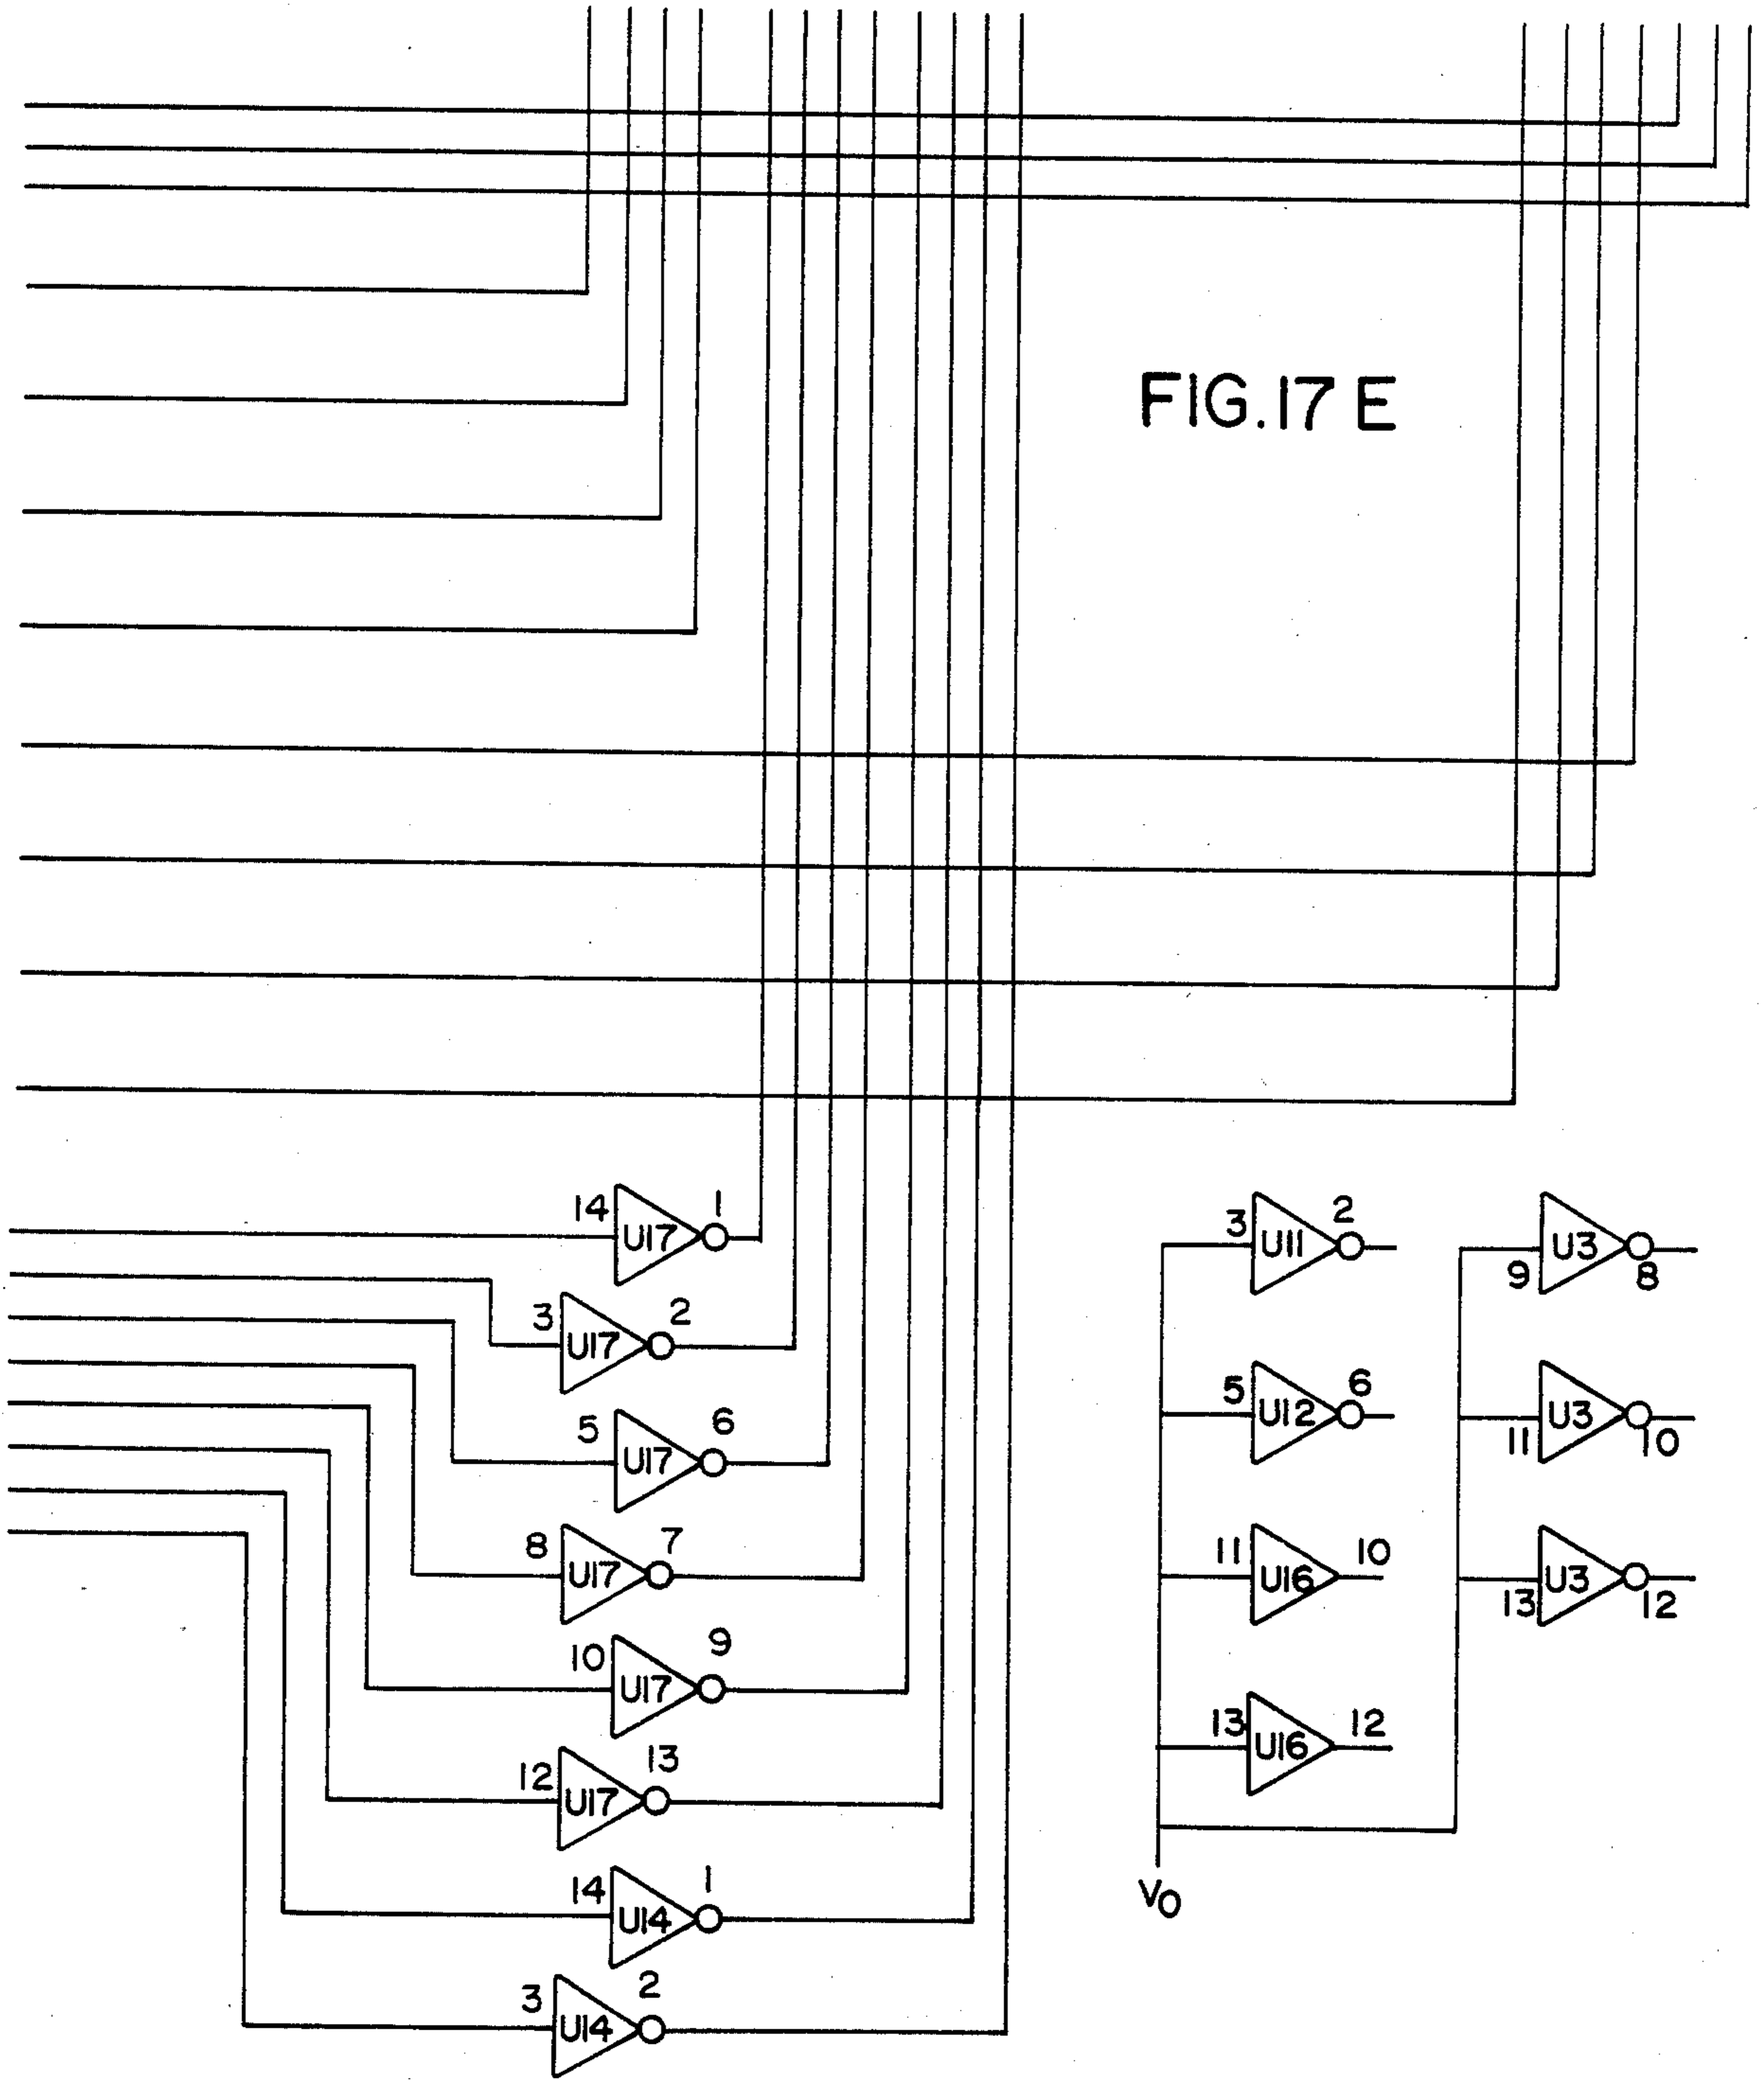 FIG.17 E
14 U17 1
3 U17 2
5 U17 6
8 U17 7
10 U17 9
12 U17 13
14 U14 1
3 U14 2
3 U11 2
5 U12 6
11 U16 10
13 U16 12
V0
9 U3 8
11 U3 10
13 U3 12